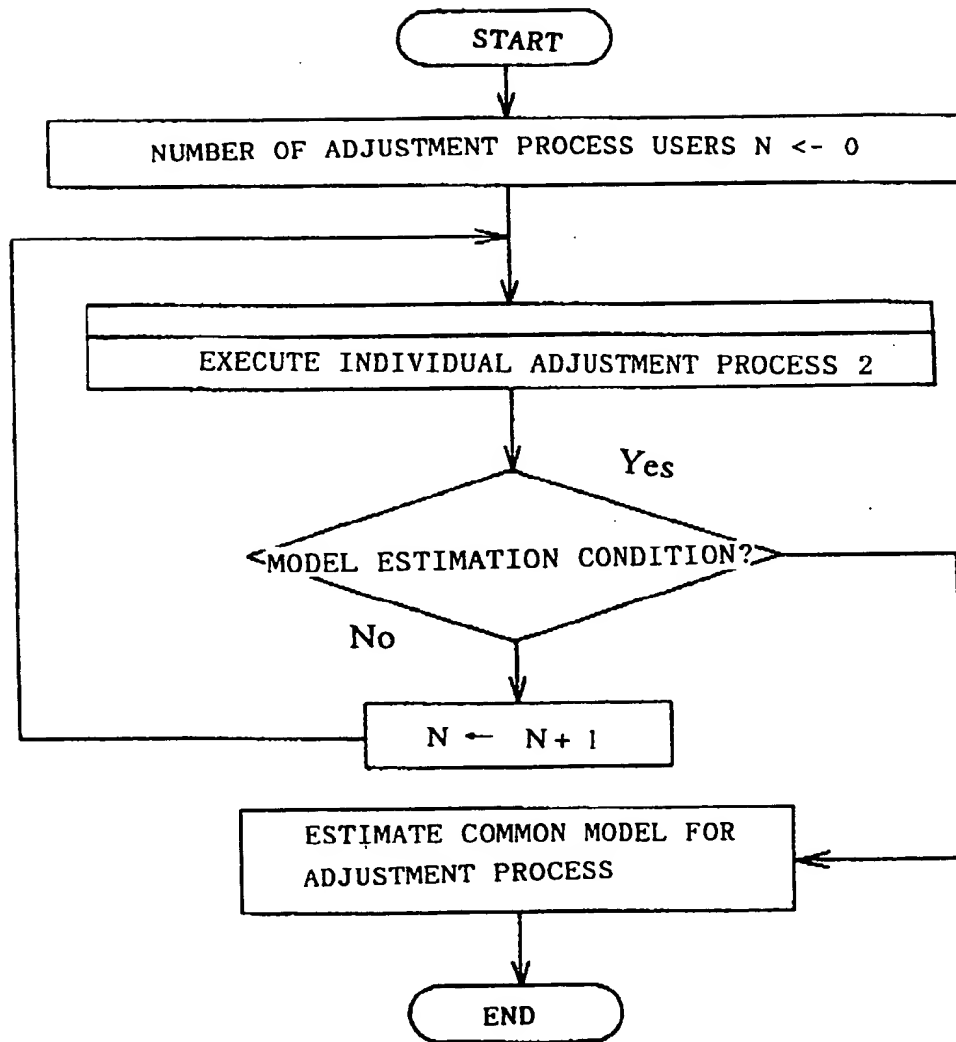 START
NUMBER OF ADJUSTMENT PROCESS USERS N <- 0
EXECUTE INDIVIDUAL ADJUSTMENT PROCESS 2
Yes
MODEL ESTIMATION CONDITION?
No
N ← N + 1
ESTIMATE COMMON MODEL FOR
ADJUSTMENT PROCESS
END